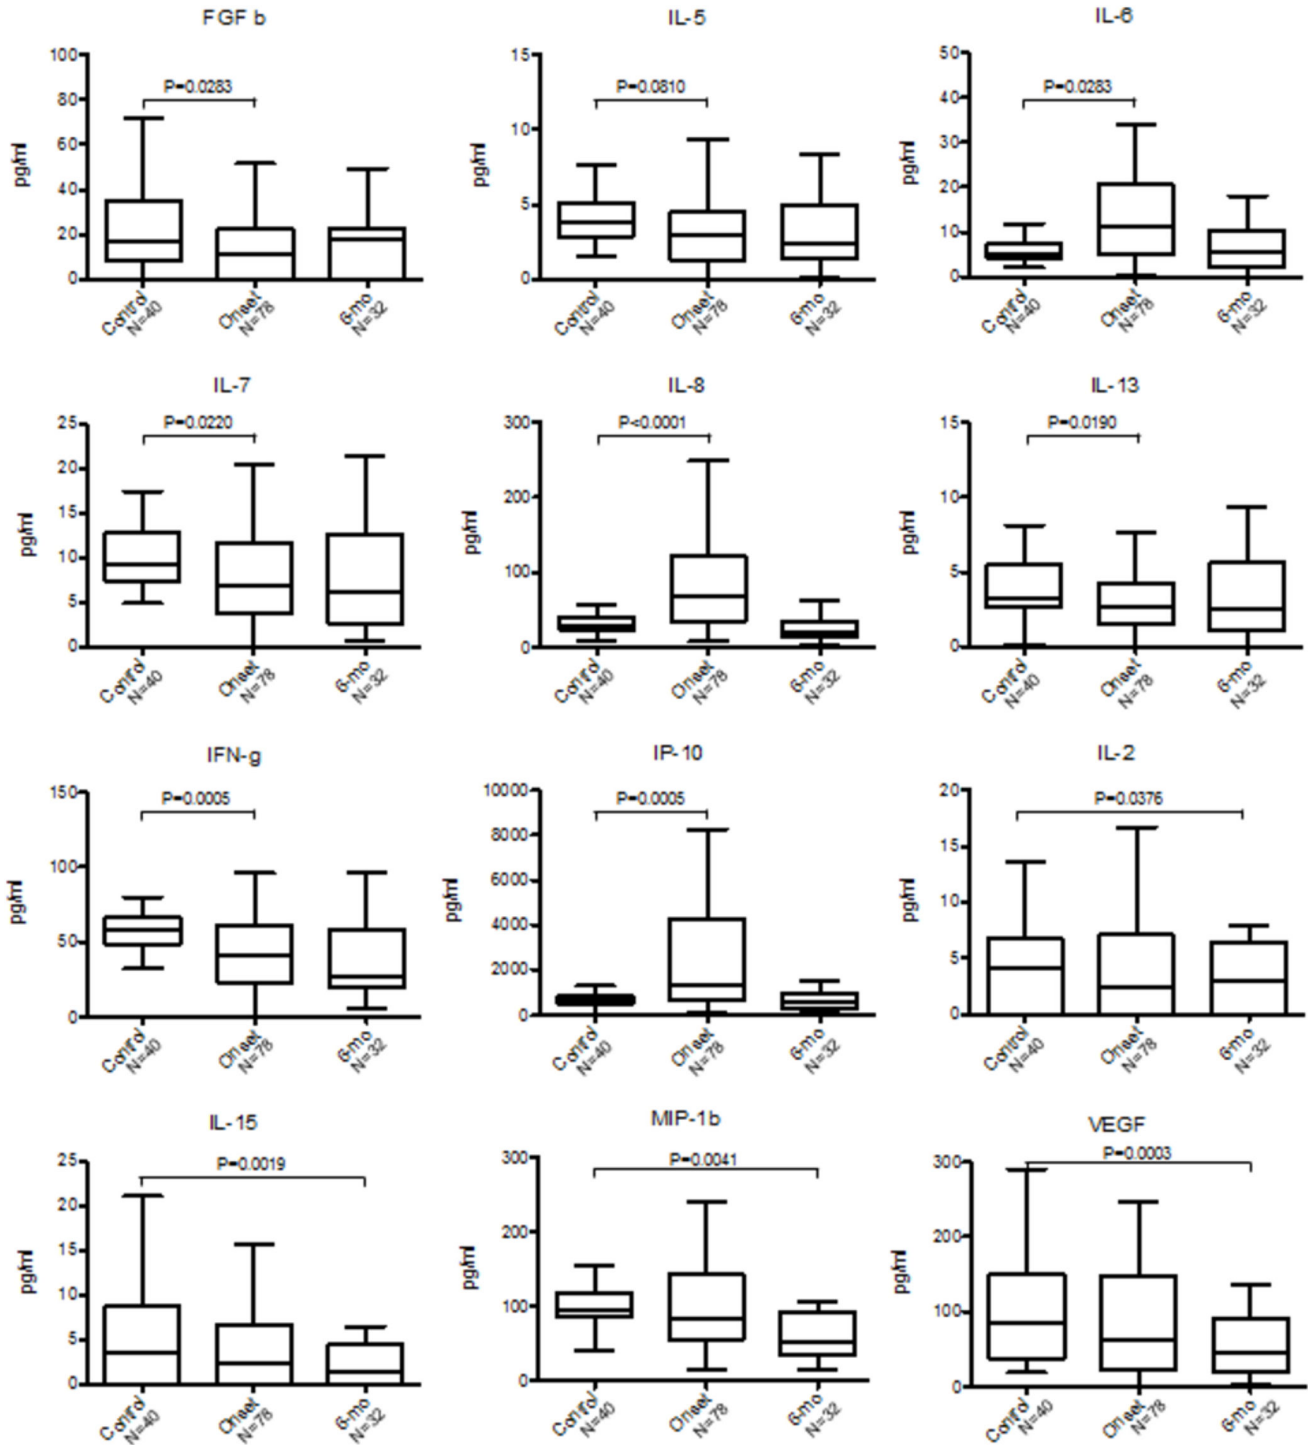 FGF b
100
80
60
40
20
0
pg/ml
P=0.0283
Control
N=40
Onset
N=78
6-mo
N=32
IL-5
15
10
5
0
pg/ml
P=0.0810
Control
N=40
Onset
N=78
6-mo
N=32
IL-6
50
40
30
20
10
0
pg/ml
P=0.0283
Control
N=40
Onset
N=78
6-mo
N=32
IL-7
25
20
15
10
5
0
pg/ml
P=0.0220
Control
N=40
Onset
N=78
6-mo
N=32
IL-8
300
200
100
0
pg/ml
P<0.0001
Control
N=40
Onset
N=78
6-mo
N=32
IL-13
15
10
5
0
pg/ml
P=0.0190
Control
N=40
Onset
N=78
6-mo
N=32
IFN-g
150
100
50
0
pg/ml
P=0.0005
Control
N=40
Onset
N=78
6-mo
N=32
IP-10
10000
8000
6000
4000
2000
0
pg/ml
P=0.0005
Control
N=40
Onset
N=78
6-mo
N=32
IL-2
20
15
10
5
0
pg/ml
P=0.0376
Control
N=40
Onset
N=78
6-mo
N=32
IL-15
25
20
15
10
5
0
pg/ml
P=0.0019
Control
N=40
Onset
N=78
6-mo
N=32
MIP-1b
300
200
100
0
pg/ml
P=0.0041
Control
N=40
Onset
N=78
6-mo
N=32
VEGF
300
200
100
0
pg/ml
P=0.0003
Control
N=40
Onset
N=78
6-mo
N=32